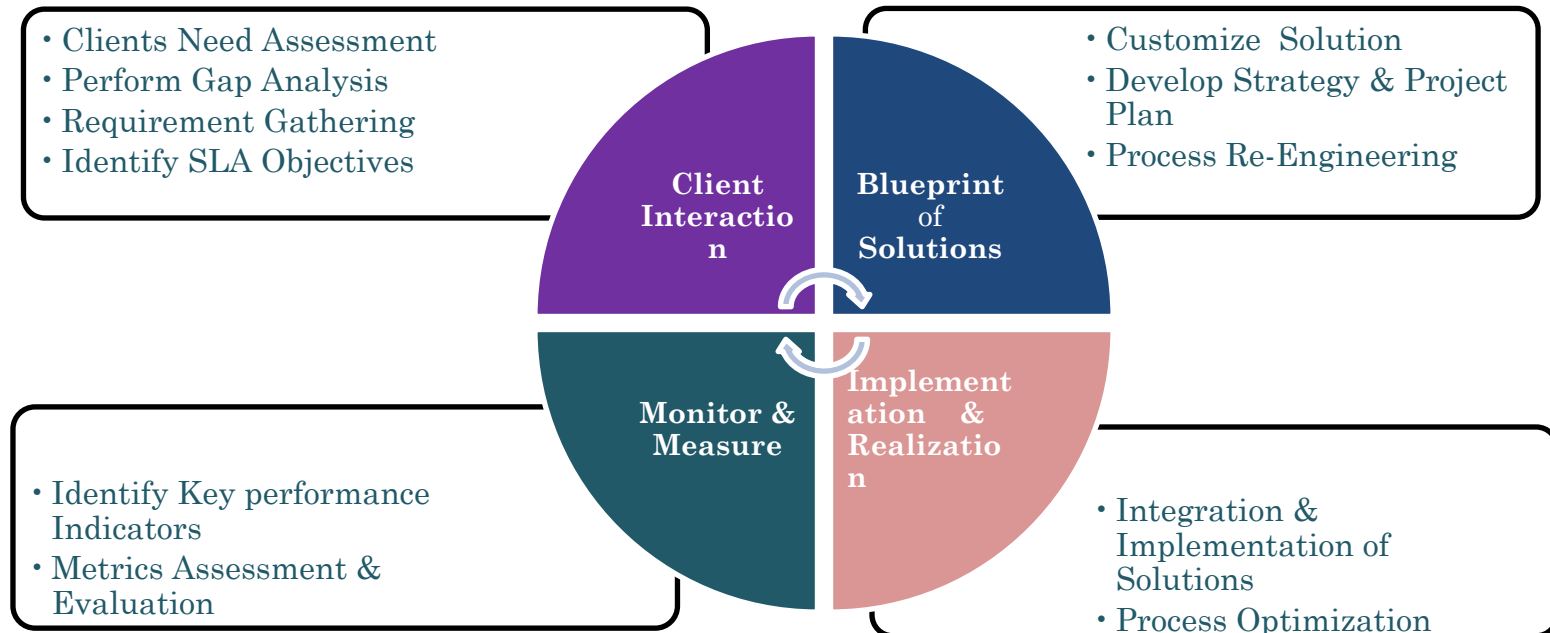 • Clients Need Assessment
• Perform Gap Analysis
• Requirement Gathering
• Identify SLA Objectives
• Customize Solution
• Develop Strategy & Project
Plan
• Process Re-Engineering
Client
Interactio
n
Blueprint
of
Solutions
Monitor &
Measure
Implement
ation &
Realizatio
n
• Identify Key performance
Indicators
• Metrics Assessment &
Evaluation
• Integration &
Implementation of
Solutions
• Process Optimization